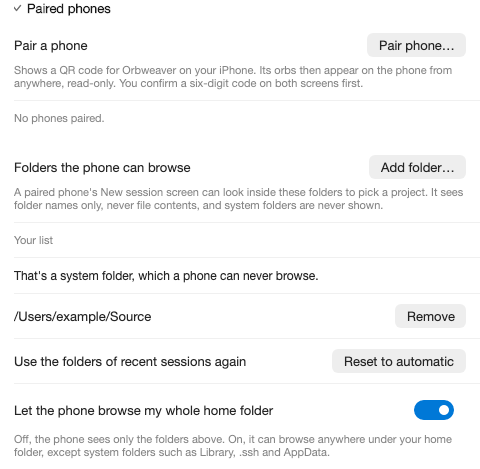 Paired phones
Pair a phone
Pair phone…
Shows a QR code for Orbweaver on your iPhone. Its orbs then appear on the phone from
anywhere, read-only. You confirm a six-digit code on both screens first.
No phones paired.
Folders the phone can browse
Add folder…
A paired phone's New session screen can look inside these folders to pick a project. It sees
folder names only, never file contents, and system folders are never shown.
Your list
That's a system folder, which a phone can never browse.
/Users/example/Source
Remove
Use the folders of recent sessions again
Reset to automatic
Let the phone browse my whole home folder
Off, the phone sees only the folders above. On, it can browse anywhere under your home
folder, except system folders such as Library, .ssh and AppData.